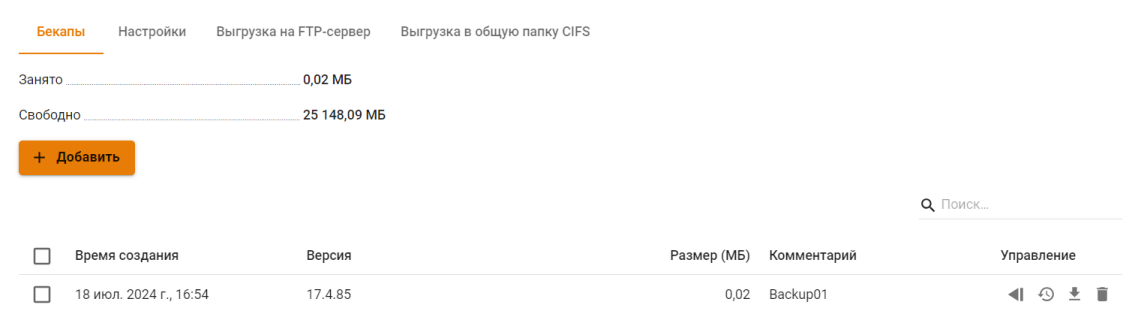 Бекапы Настройки Выгрузка на FTP-сервер Выгрузка в общую папку CIFS
Занято 0,02 МБ
Свободно 25 148,09 МБ
+ Добавить
Поиск...
Время создания Версия Размер (МБ) Комментарий Управление
18 июл. 2024 г., 16:54 17.4.85 0,02 Backup01